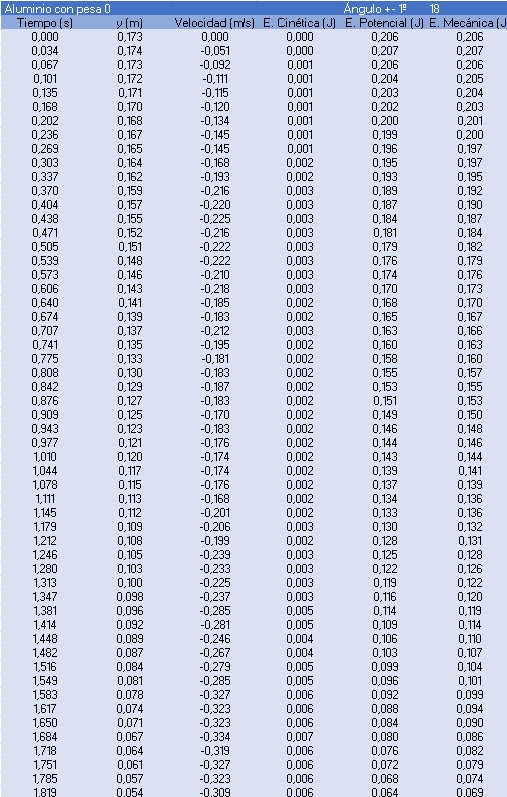 Aluminio con pesa 0 Ángulo +- 1º 18
Tiempo (s) y (m) Velocidad (m/s) E. Cinética (J) E. Potencial (J) E. Mecánica (J)
0,000 0,173 0,000 0,000 0,206 0,206
0,034 0,174 -0,051 0,000 0,207 0,207
0,067 0,173 -0,092 0,001 0,206 0,206
0,101 0,172 -0,111 0,001 0,204 0,205
0,135 0,171 -0,115 0,001 0,203 0,204
0,168 0,170 -0,120 0,001 0,202 0,203
0,202 0,168 -0,134 0,001 0,200 0,201
0,236 0,167 -0,145 0,001 0,199 0,200
0,269 0,165 -0,145 0,001 0,196 0,197
0,303 0,164 -0,168 0,002 0,195 0,197
0,337 0,162 -0,193 0,002 0,193 0,195
0,370 0,159 -0,216 0,003 0,189 0,192
0,404 0,157 -0,220 0,003 0,187 0,190
0,438 0,155 -0,225 0,003 0,184 0,187
0,471 0,152 -0,216 0,003 0,181 0,184
0,505 0,151 -0,222 0,003 0,179 0,182
0,539 0,148 -0,222 0,003 0,176 0,179
0,573 0,146 -0,210 0,003 0,174 0,176
0,606 0,143 -0,218 0,003 0,170 0,173
0,640 0,141 -0,185 0,002 0,168 0,170
0,674 0,139 -0,183 0,002 0,165 0,167
0,707 0,137 -0,212 0,003 0,163 0,166
0,741 0,135 -0,195 0,002 0,160 0,163
0,775 0,133 -0,181 0,002 0,158 0,160
0,808 0,130 -0,183 0,002 0,155 0,157
0,842 0,129 -0,187 0,002 0,153 0,155
0,876 0,127 -0,183 0,002 0,151 0,153
0,909 0,125 -0,170 0,002 0,149 0,150
0,943 0,123 -0,183 0,002 0,146 0,148
0,977 0,121 -0,176 0,002 0,144 0,146
1,010 0,120 -0,174 0,002 0,143 0,144
1,044 0,117 -0,174 0,002 0,139 0,141
1,078 0,115 -0,176 0,002 0,137 0,139
1,111 0,113 -0,168 0,002 0,134 0,136
1,145 0,112 -0,201 0,002 0,133 0,136
1,179 0,109 -0,206 0,003 0,130 0,132
1,212 0,108 -0,199 0,002 0,128 0,131
1,246 0,105 -0,239 0,003 0,125 0,128
1,280 0,103 -0,233 0,003 0,122 0,126
1,313 0,100 -0,225 0,003 0,119 0,122
1,347 0,098 -0,237 0,003 0,116 0,120
1,381 0,096 -0,285 0,005 0,114 0,119
1,414 0,092 -0,281 0,005 0,109 0,114
1,448 0,089 -0,246 0,004 0,106 0,110
1,482 0,087 -0,267 0,004 0,103 0,107
1,516 0,084 -0,279 0,005 0,099 0,104
1,549 0,081 -0,285 0,005 0,096 0,101
1,583 0,078 -0,327 0,006 0,092 0,099
1,617 0,074 -0,323 0,006 0,088 0,094
1,650 0,071 -0,323 0,006 0,084 0,090
1,684 0,067 -0,334 0,007 0,080 0,086
1,718 0,064 -0,319 0,006 0,076 0,082
1,751 0,061 -0,327 0,006 0,072 0,079
1,785 0,057 -0,323 0,006 0,068 0,074
1,819 0,054 -0,309 0,006 0,064 0,069